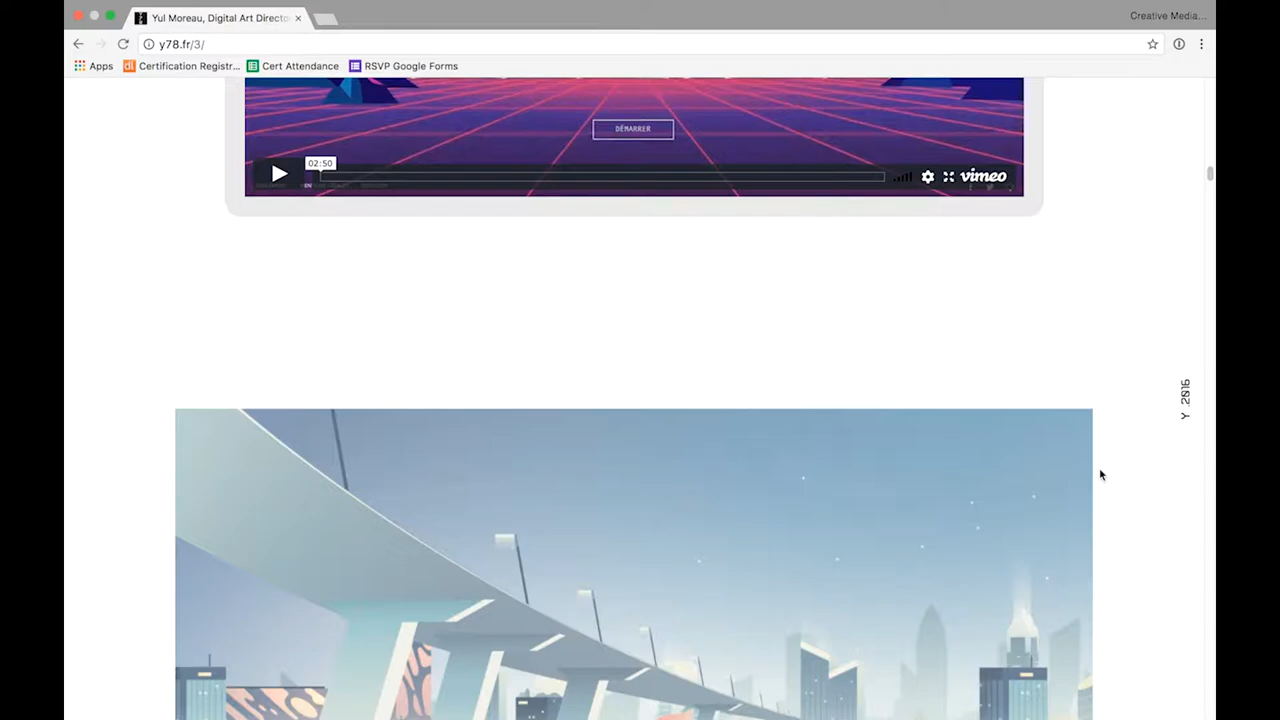 Yul Moreau, Digital Art Directo
Creative Media...
y78.fr/3/
Apps
Certification Registr...
Cert Attendance
RSVP Google Forms
DÉMARRER
02:50
vimeo
Y .2016